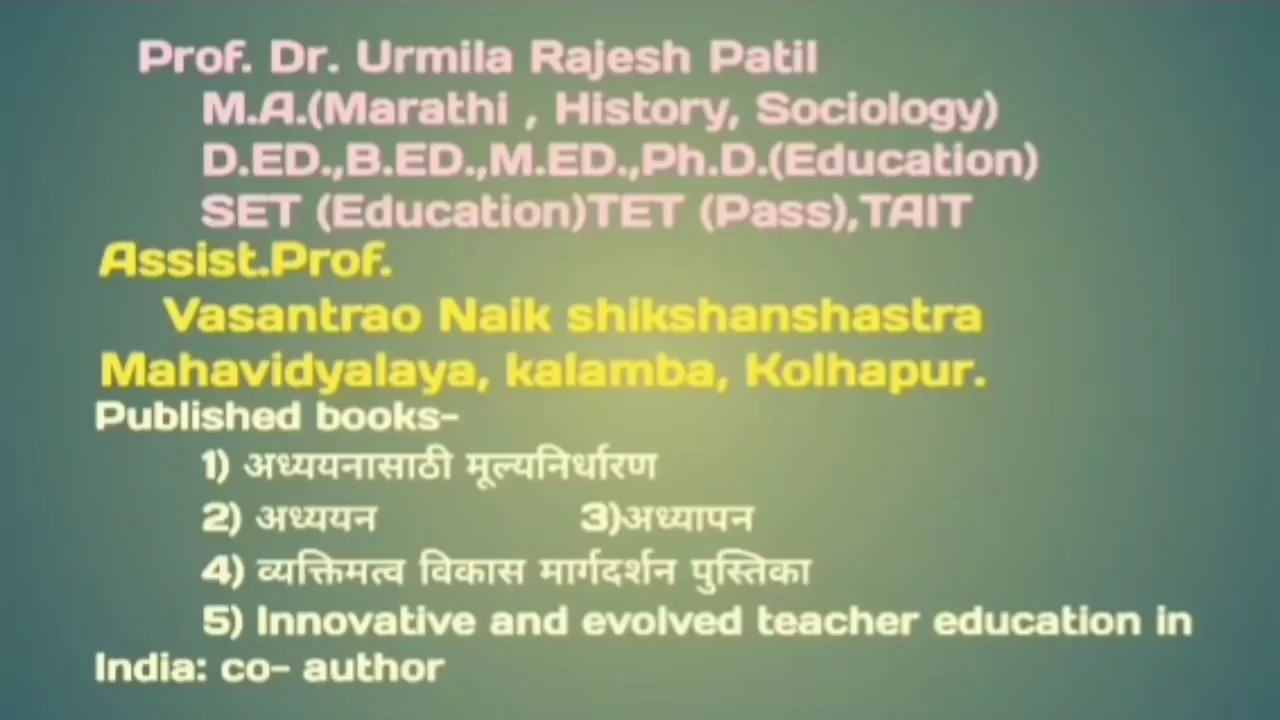 Prof. Dr. Urmila Rajesh Patil
M.A.(Marathi , History, Sociology)
D.ED.,B.ED.,M.ED.,Ph.D.(Education)
SET (Education)TET (Pass),TAIT
Assist.Prof.
Vasantrao Naik shikshanshastra
Mahavidyalaya, kalamba, Kolhapur.
Published books-
1) अध्ययनासाठी मूल्यनिर्धारण
2) अध्ययन 3)अध्यापन
4) व्यक्तिमत्व विकास मार्गदर्शन पुस्तिका
5) Innovative and evolved teacher education in
India: co- author